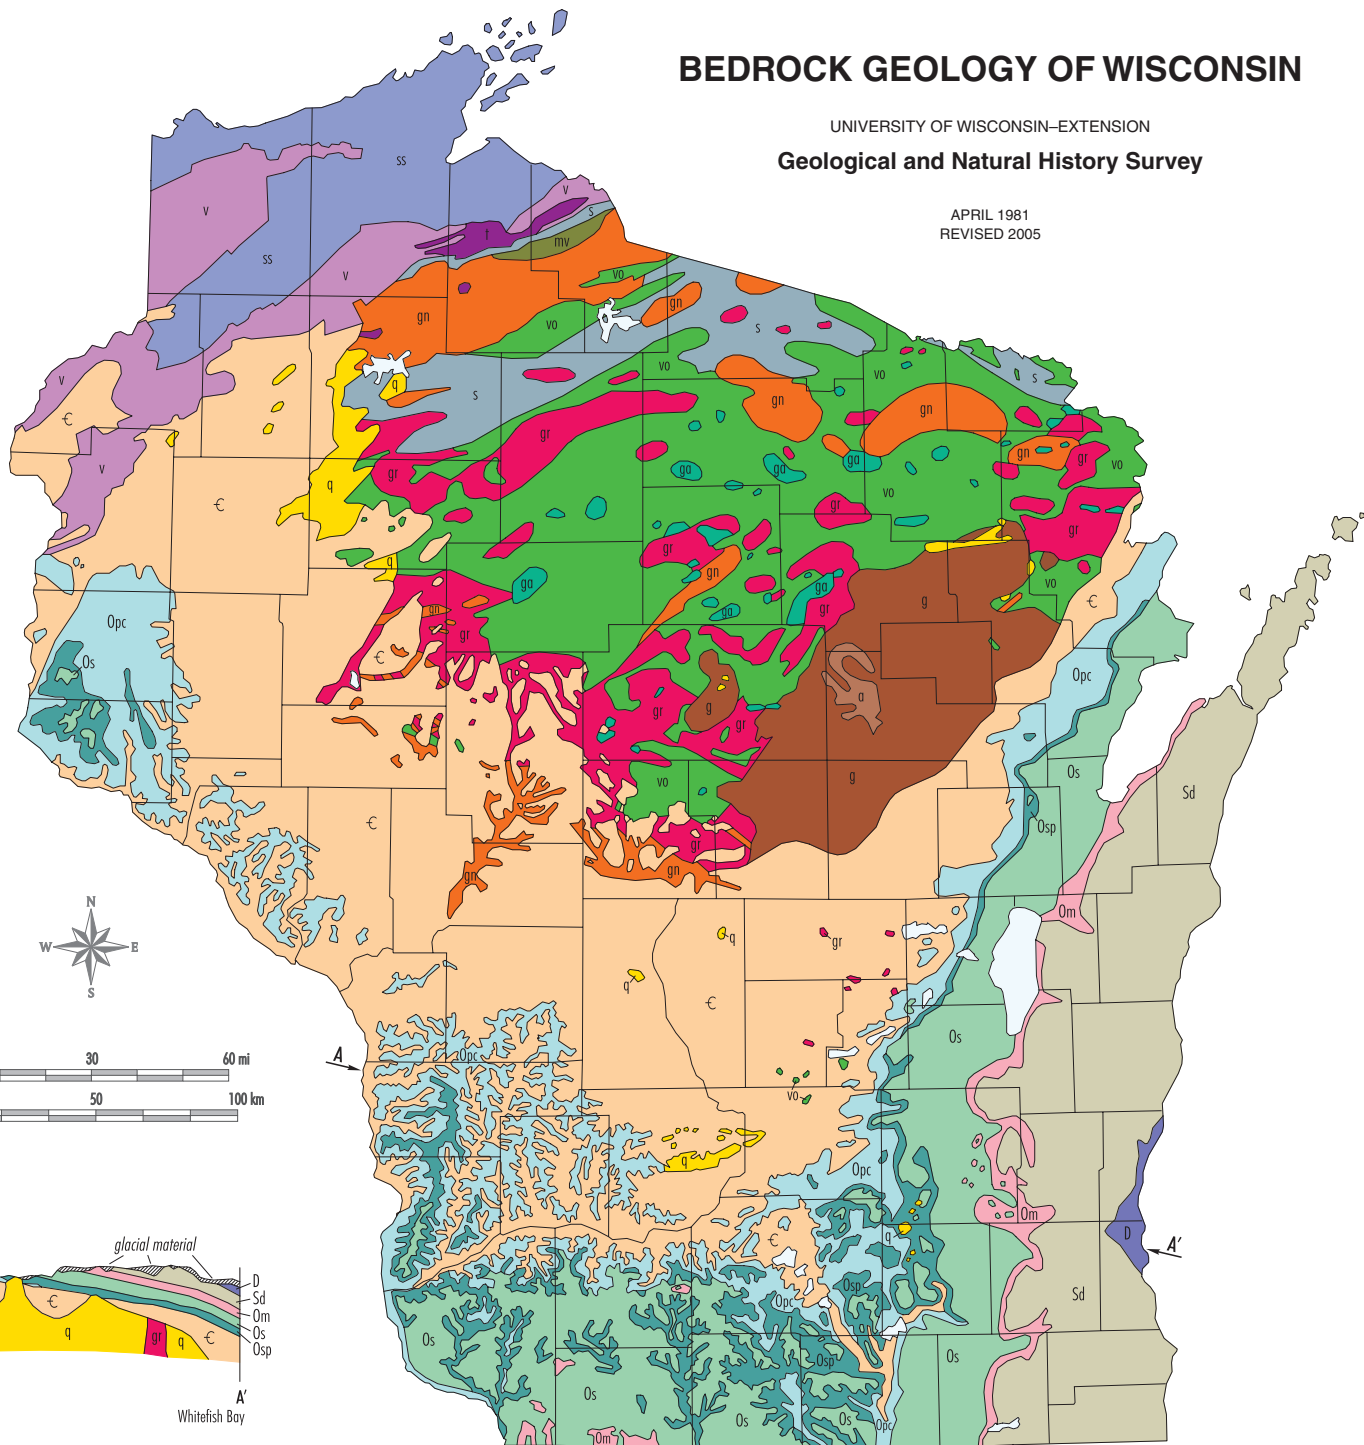 BEDROCK GEOLOGY OF WISCONSIN
UNIVERSITY OF WISCONSIN–EXTENSION
Geological and Natural History Survey
APRIL 1981
REVISED 2005
ss
v
v
s
t
mv
ss
v
vo
gn
gn
vo
s
vo
vo
s
v
q
s
gn
gn
Є
gr
gn
gr
vo
v
gr
ga
ga
ga
q
vo
Є
gr
gr
gr
q
gn
ga
ga
vo
gn
ga
gr
g
Є
Opc
gr
Є
Os
Opc
a
g
gr
gr
vo
g
Os
Sd
Є
Osp
gr
gn
gn
Om
N
W
E
S
q
gr
q
Є
Os
A
Opc
30
60 mi
50
100 km
vo
q
Opc
Om
Є
q
D
A′
glacial material
D
Sd
Om
Os
Osp
Є
q
gr
q
Є
A′
Whitefish Bay
Osp
Sd
Opc
Os
Osp
Os
Os
Os
Os
Opc
Om